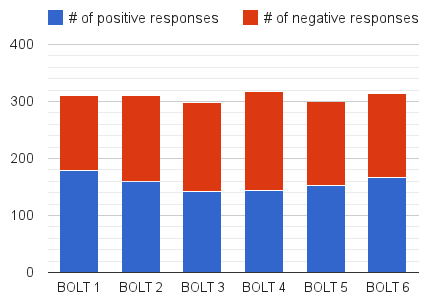 # of positive responses # of negative responses
400
300
200
100
0
BOLT 1 BOLT 2 BOLT 3 BOLT 4 BOLT 5 BOLT 6